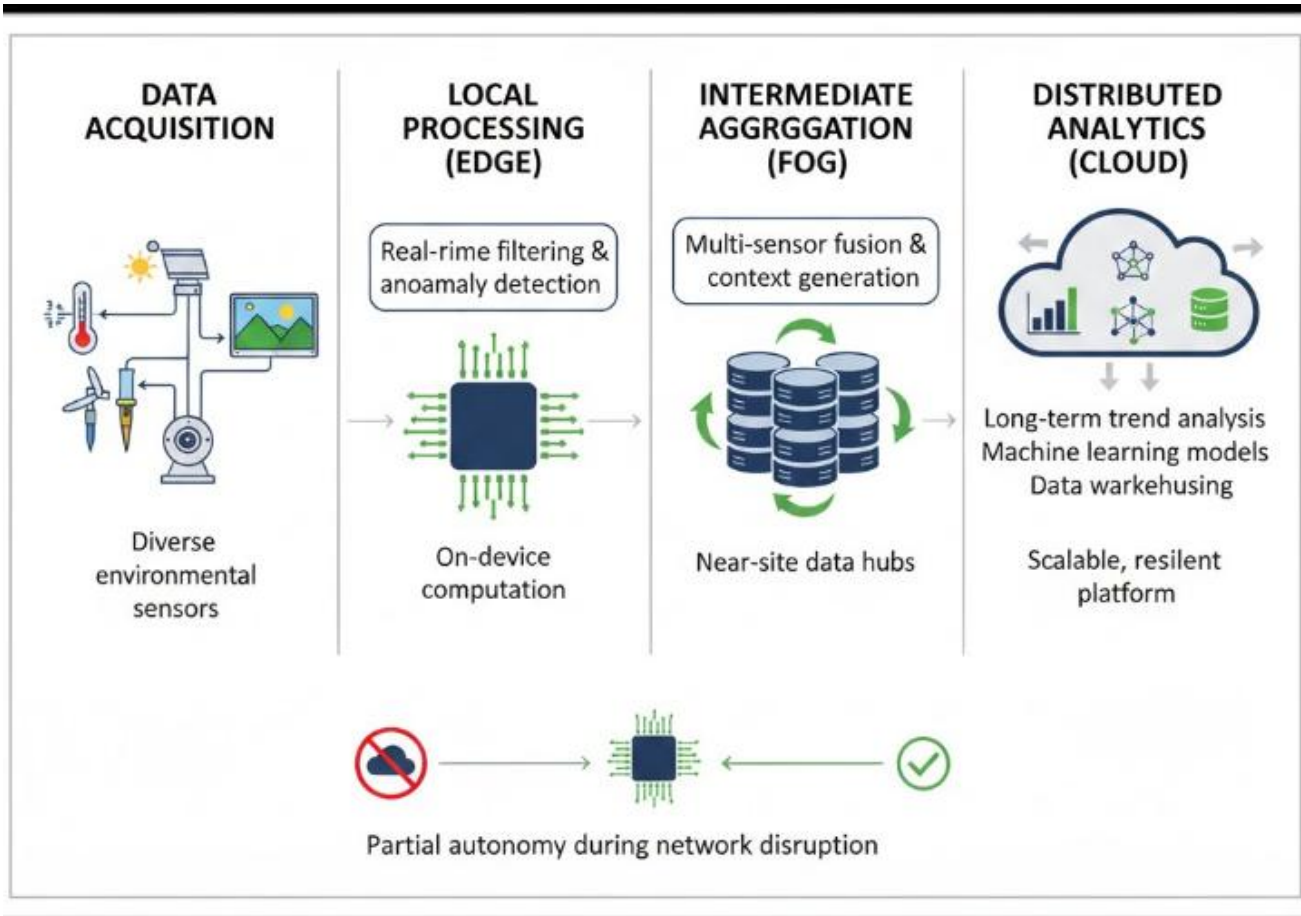 DATA
ACQUISITION
Diverse
environmental
sensors
LOCAL
PROCESSING
(EDGE)
Real-rime filtering &
anoamaly detection
On-device
computation
INTERMEDIATE
AGGRGGATION
(FOG)
Multi-sensor fusion &
context generation
Near-site data hubs
DISTRIBUTED
ANALYTICS
(CLOUD)
Long-term trend analysis
Machine learning models
Data warkehusing
Scalable, resilent
platform
Partial autonomy during network disruption